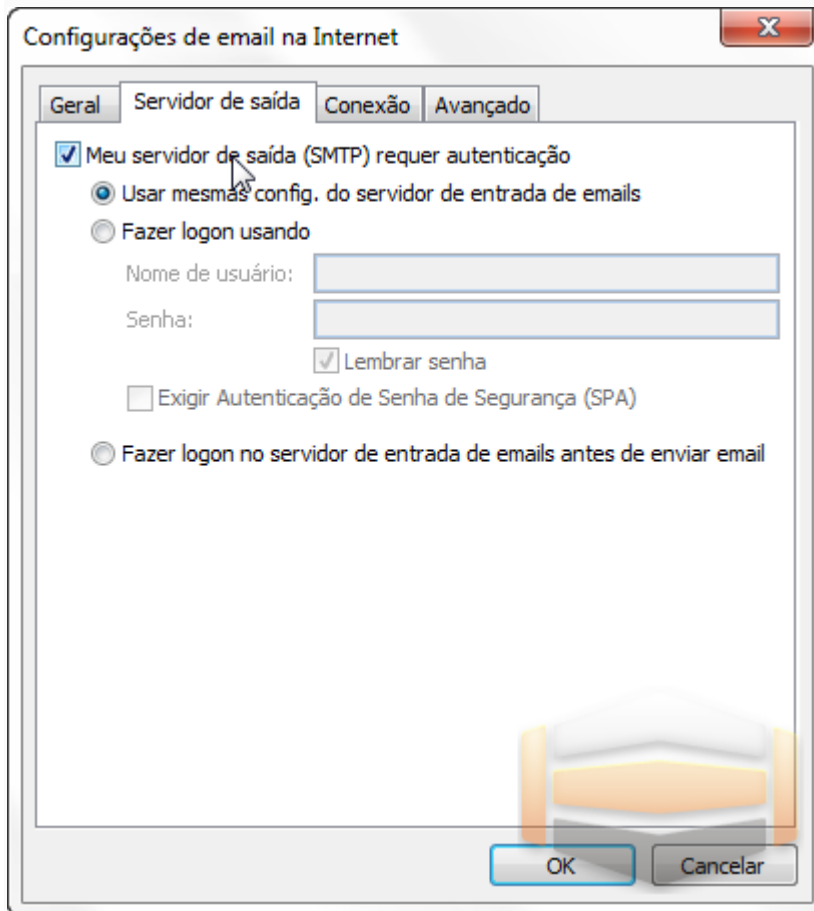 Configurações de email na Internet
Geral Servidor de saída Conexão Avançado
Meu servidor de saída (SMTP) requer autenticação
Usar mesmas config. do servidor de entrada de emails
Fazer logon usando
Nome de usuário:
Senha:
Lembrar senha
Exigir Autenticação de Senha de Segurança (SPA)
Fazer logon no servidor de entrada de emails antes de enviar email
OK Cancelar